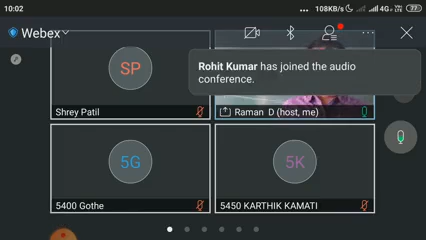 10:02
108KB/s
4G+
77
Webex
Rohit Kumar has joined the audio
conference.
SP
Shrey Patil
Raman D (host, me)
5G
5400 Gothe
5K
5450 KARTHIK KAMATI